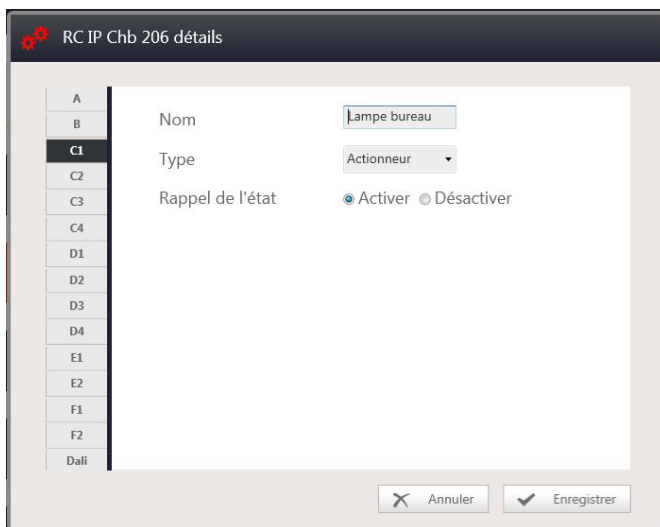 RC IP Chb 206 détails
A
B
C1
C2
C3
C4
D1
D2
D3
D4
E1
E2
F1
F2
Dali
Nom Lampe bureau
Type Actionneur
Rappel de l'état Activer Désactiver
Annuler Enregistrer